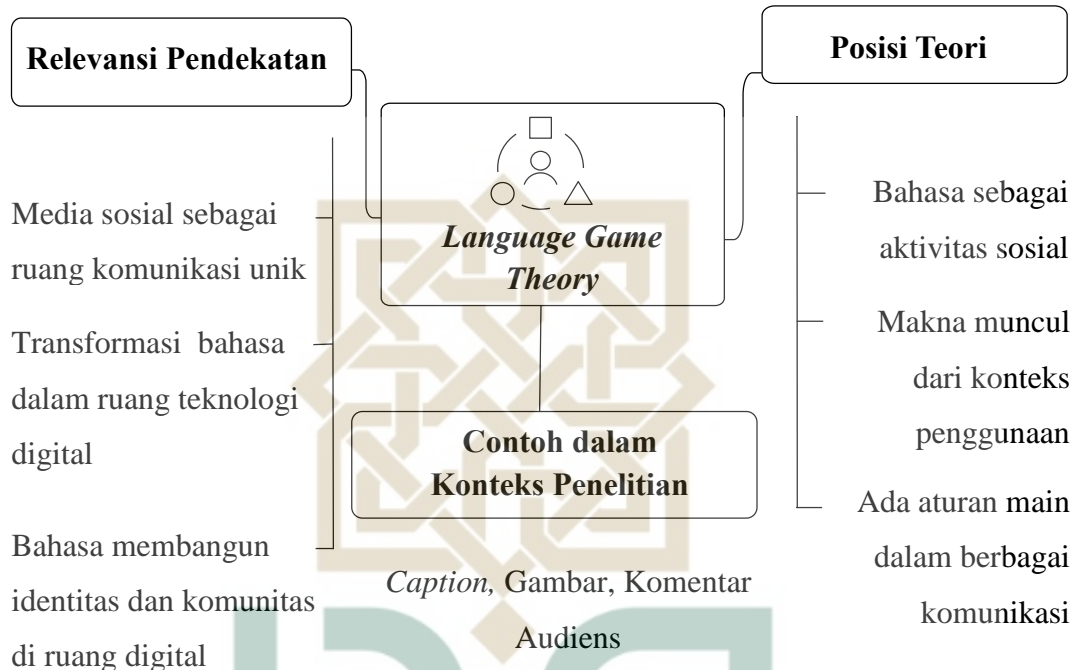 Relevansi Pendekatan
Media sosial sebagai
ruang komunikasi unik
Transformasi bahasa
dalam ruang teknologi
digital
Bahasa membangun
identitas dan komunitas
di ruang digital
Language Game
Theory
Contoh dalam
Konteks Penelitian
Caption, Gambar, Komentar
Audiens
Posisi Teori
Bahasa sebagai
aktivitas sosial
Makna muncul
dari konteks
penggunaan
Ada aturan main
dalam berbagai
komunikasi